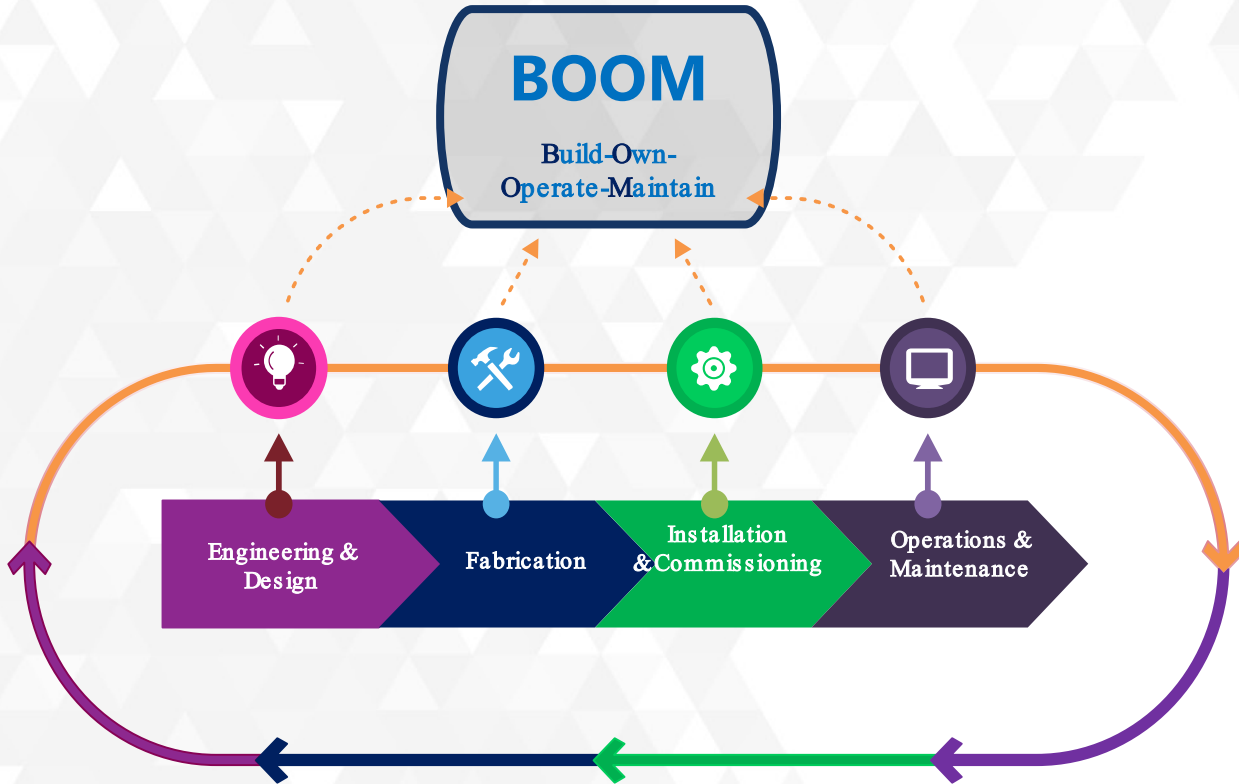 BOOM
Build-Own-
Operate-Maintain
Engineering &
Design
Fabrication
Installation
&Commissioning
Operations &
Maintenance